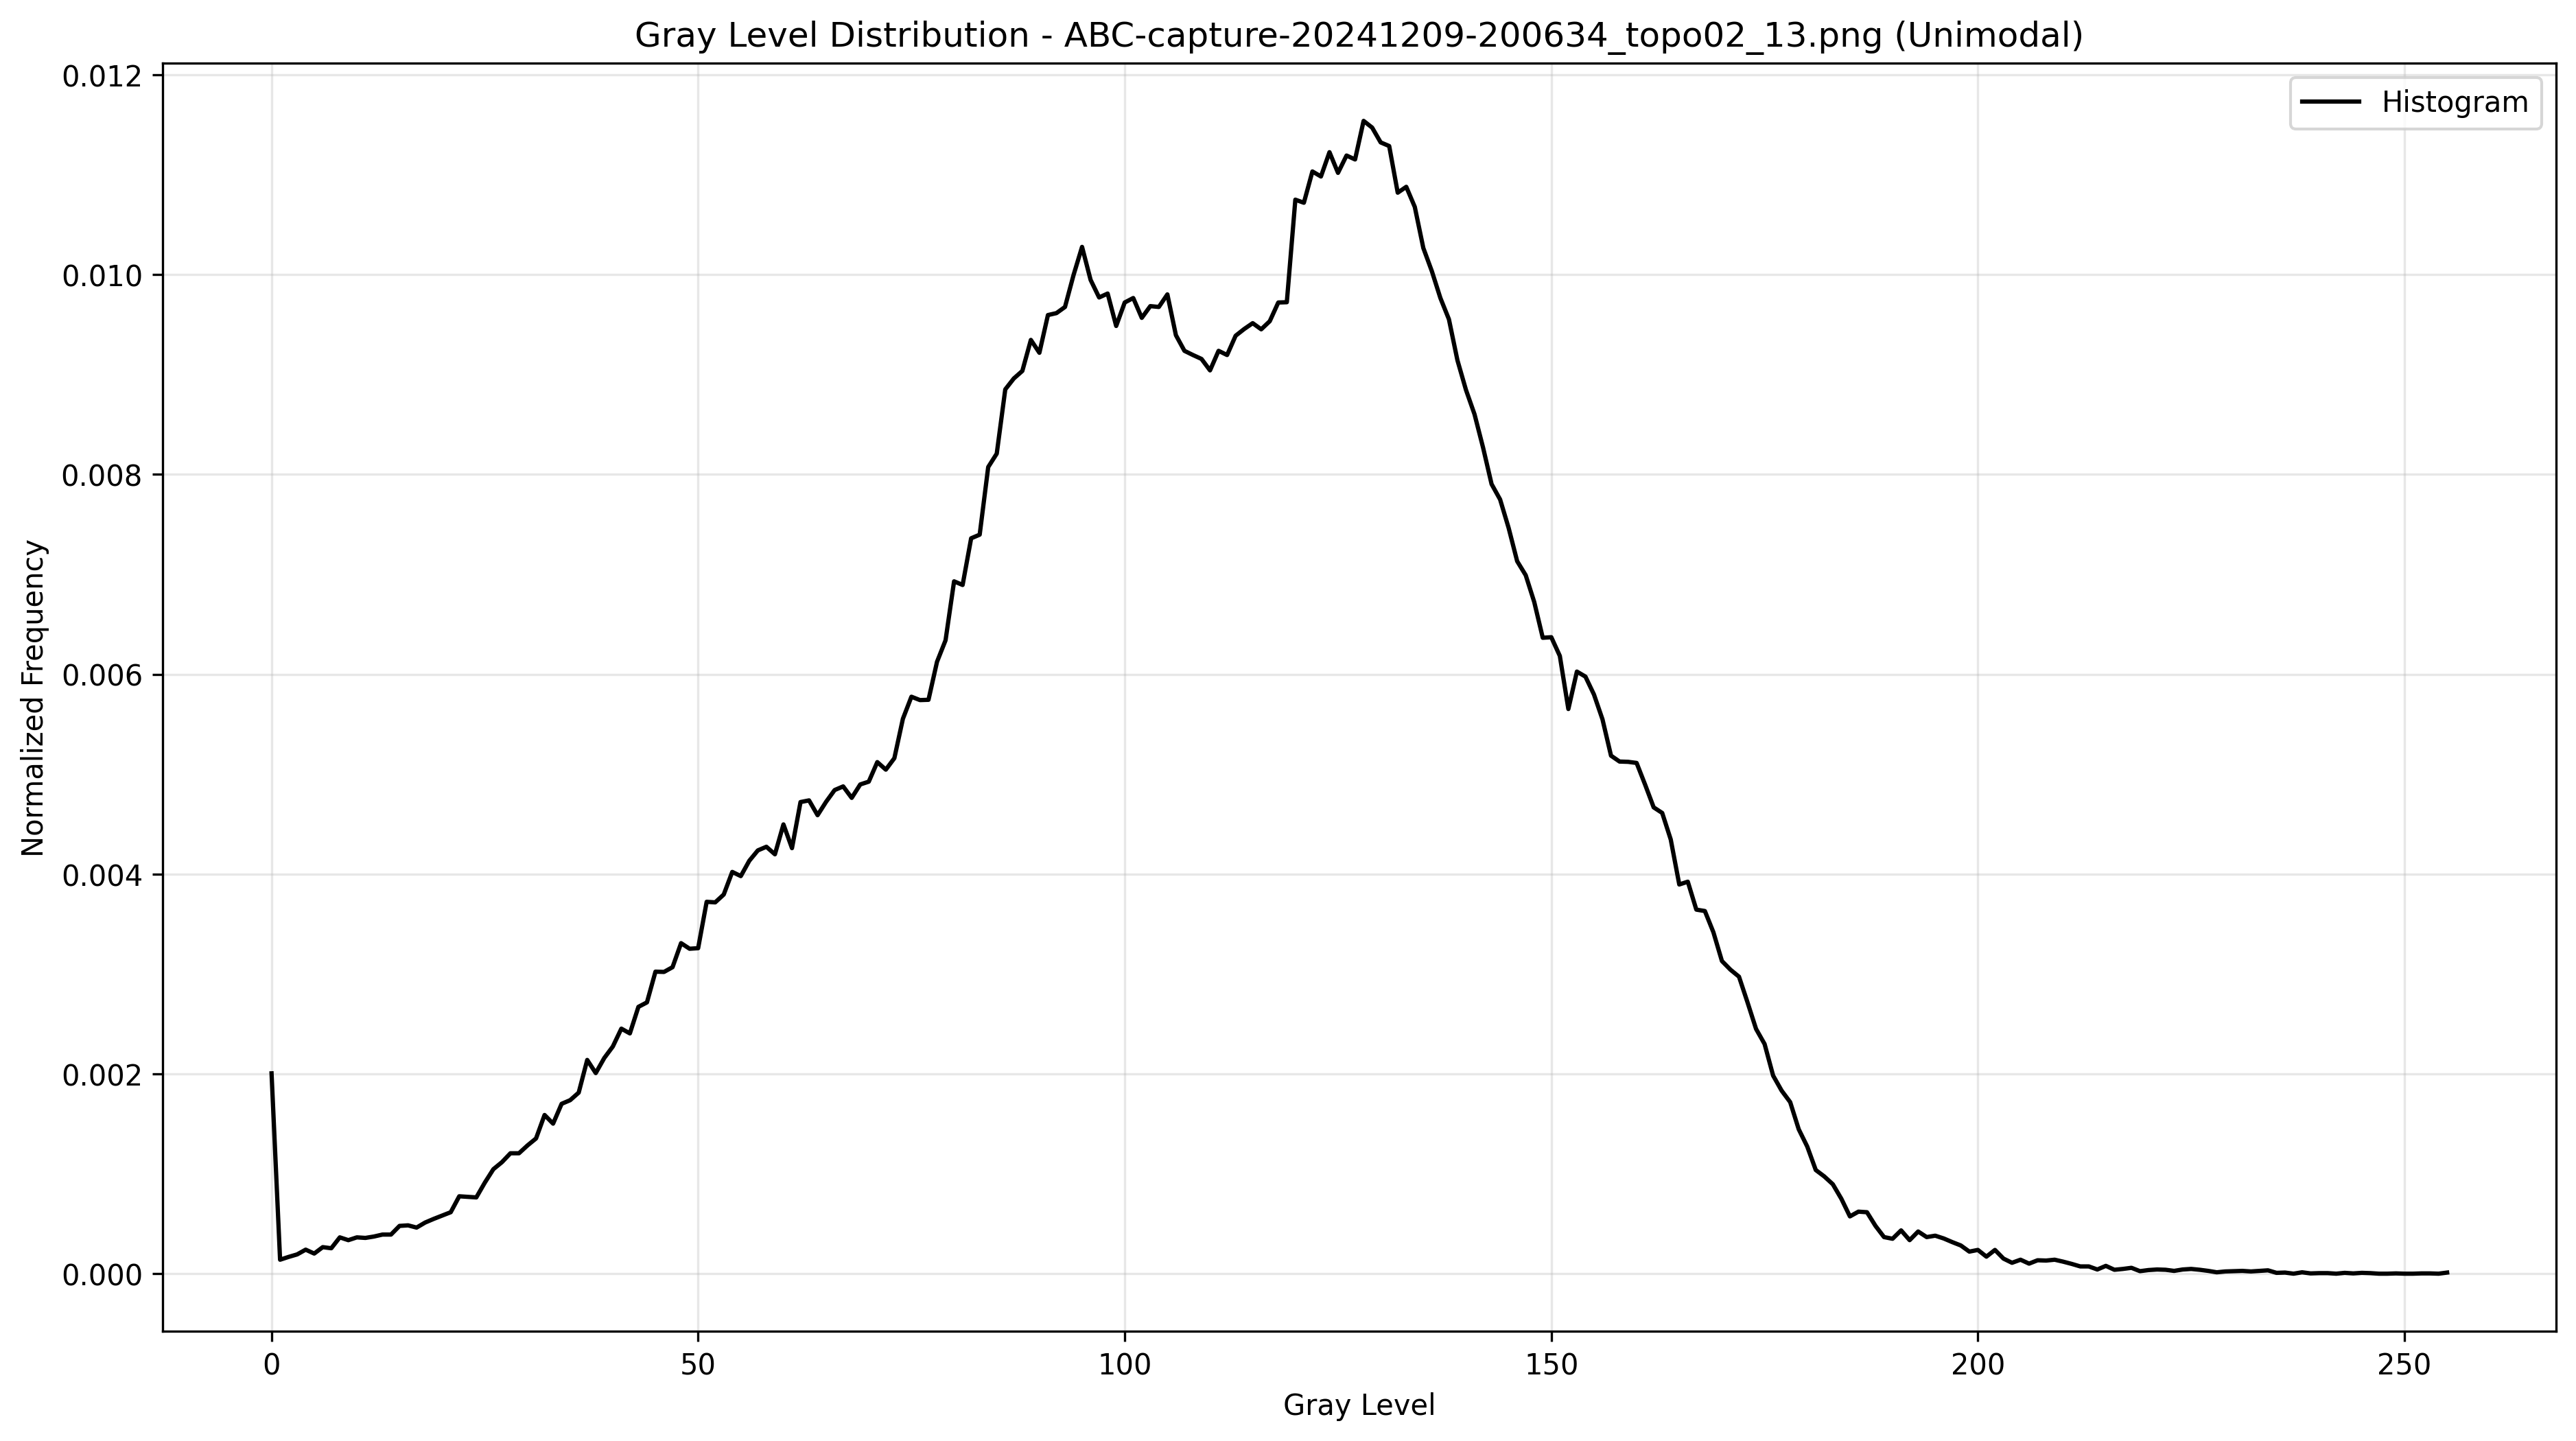 Gray Level Distribution - ABC-capture-20241209-200634_topo02_13.png (Unimodal)
Histogram
Normalized Frequency
0.012
0.010
0.008
0.006
0.004
0.002
0.000
0 50 100 150 200 250
Gray Level